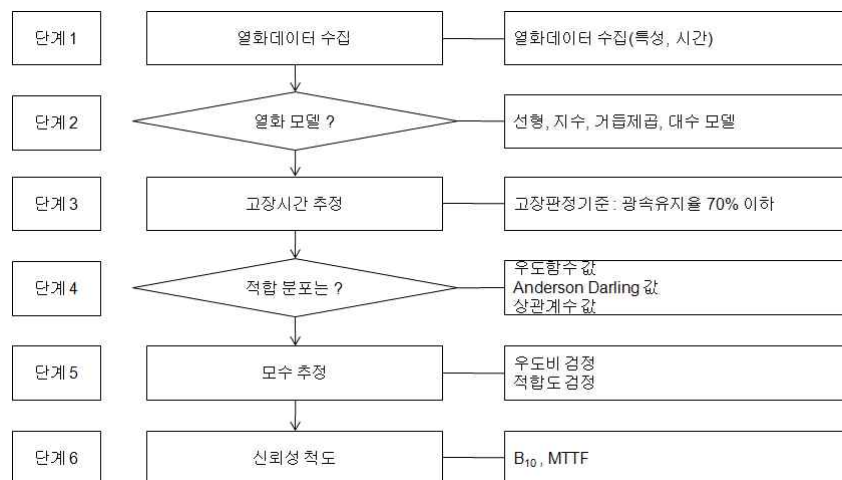 단계 1
열화데이터 수집
열화데이터 수집(특성, 시간)
단계 2
열화 모델 ?
선형, 지수, 거듭제곱, 대수 모델
단계 3
고장시간 추정
고장판정기준 : 광속유지율 70% 이하
단계 4
적합 분포는 ?
우도함수 값
Anderson Darling 값
상관계수 값
단계 5
모수 추정
우도비 검정
적합도 검정
단계 6
신뢰성 척도
B₁₀ , MTTF